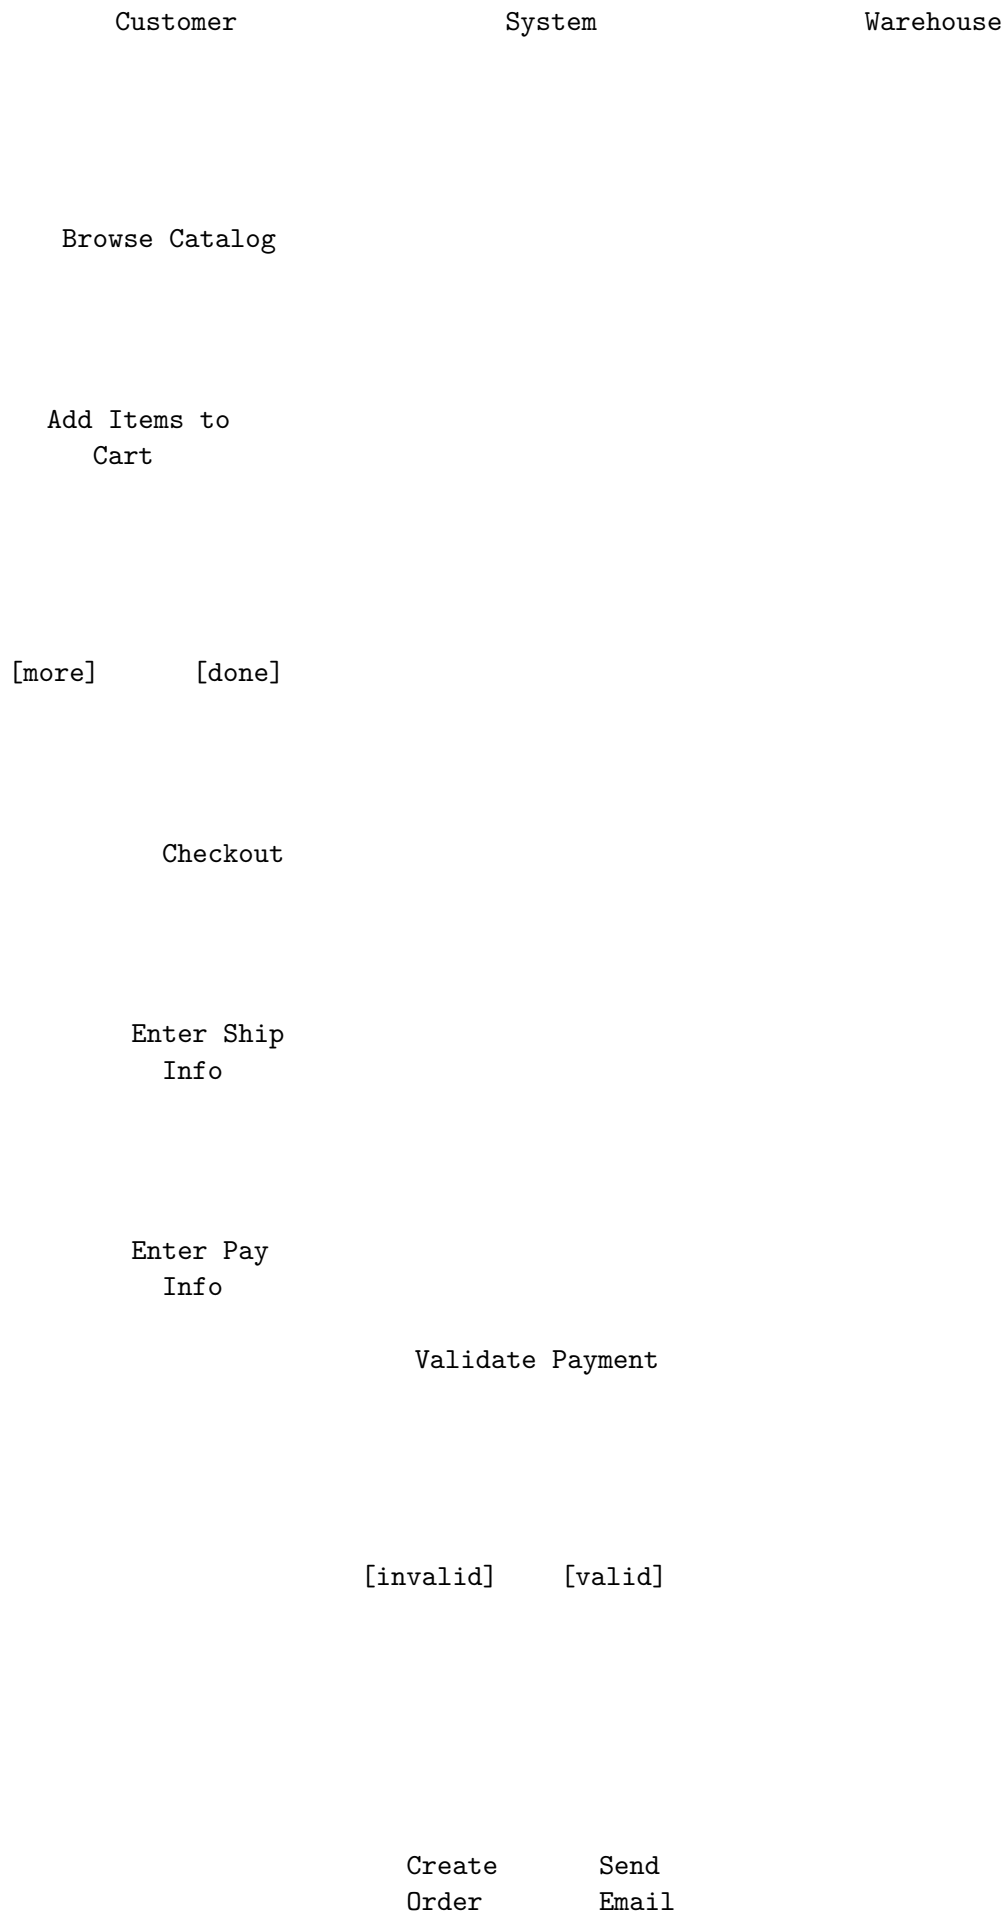 Customer System Warehouse
Browse Catalog
Add Items to
Cart
[more] [done]
Checkout
Enter Ship
Info
Enter Pay
Info
Validate Payment
[invalid] [valid]
Create Send
Order Email